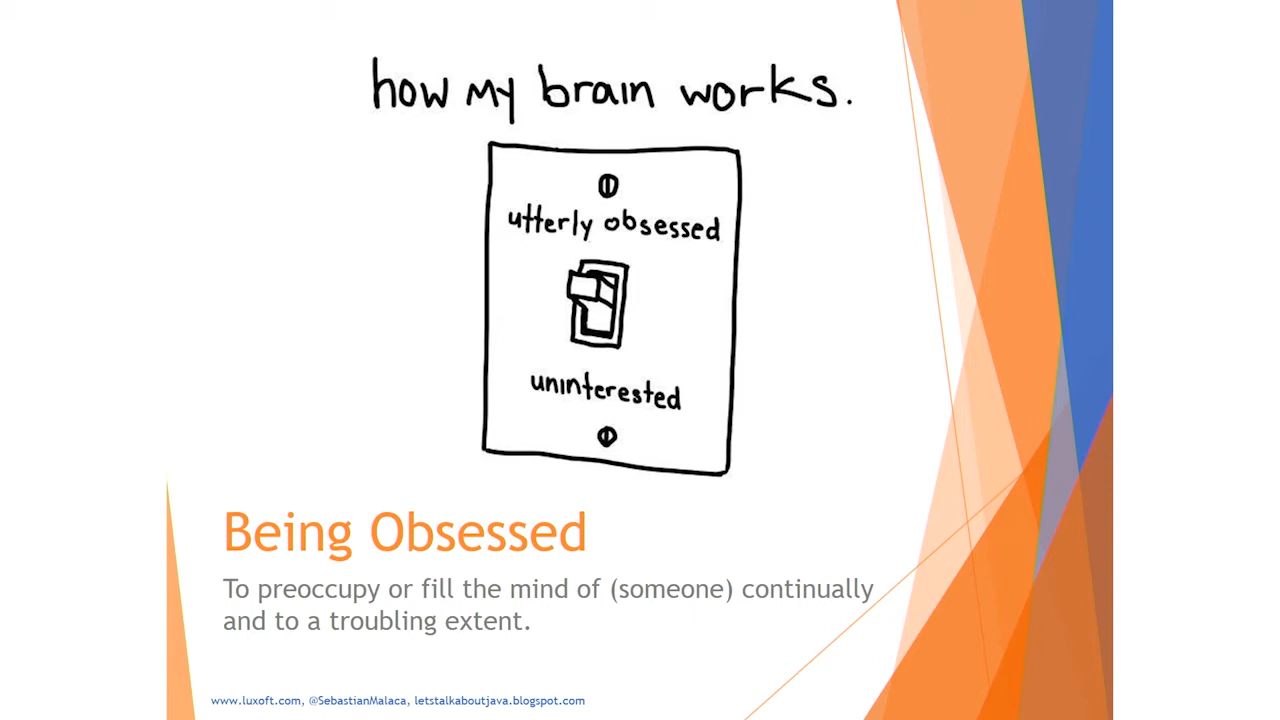 how my brain works.
utterly obsessed
uninterested
Being Obsessed
To preoccupy or fill the mind of (someone) continually
and to a troubling extent.
www.luxoft.com, @SebastianMalaca, letstalkaboutjava.blogspot.com